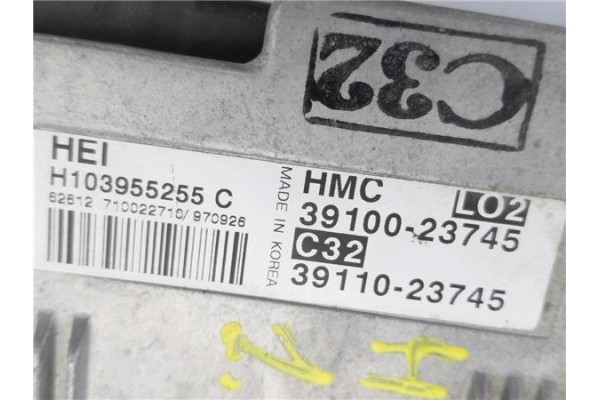 C32
HEI
H103955255 C
62612 710022710/970926
MADE IN KOREA
HMC LO2
39100-23745
C32
39110-23745